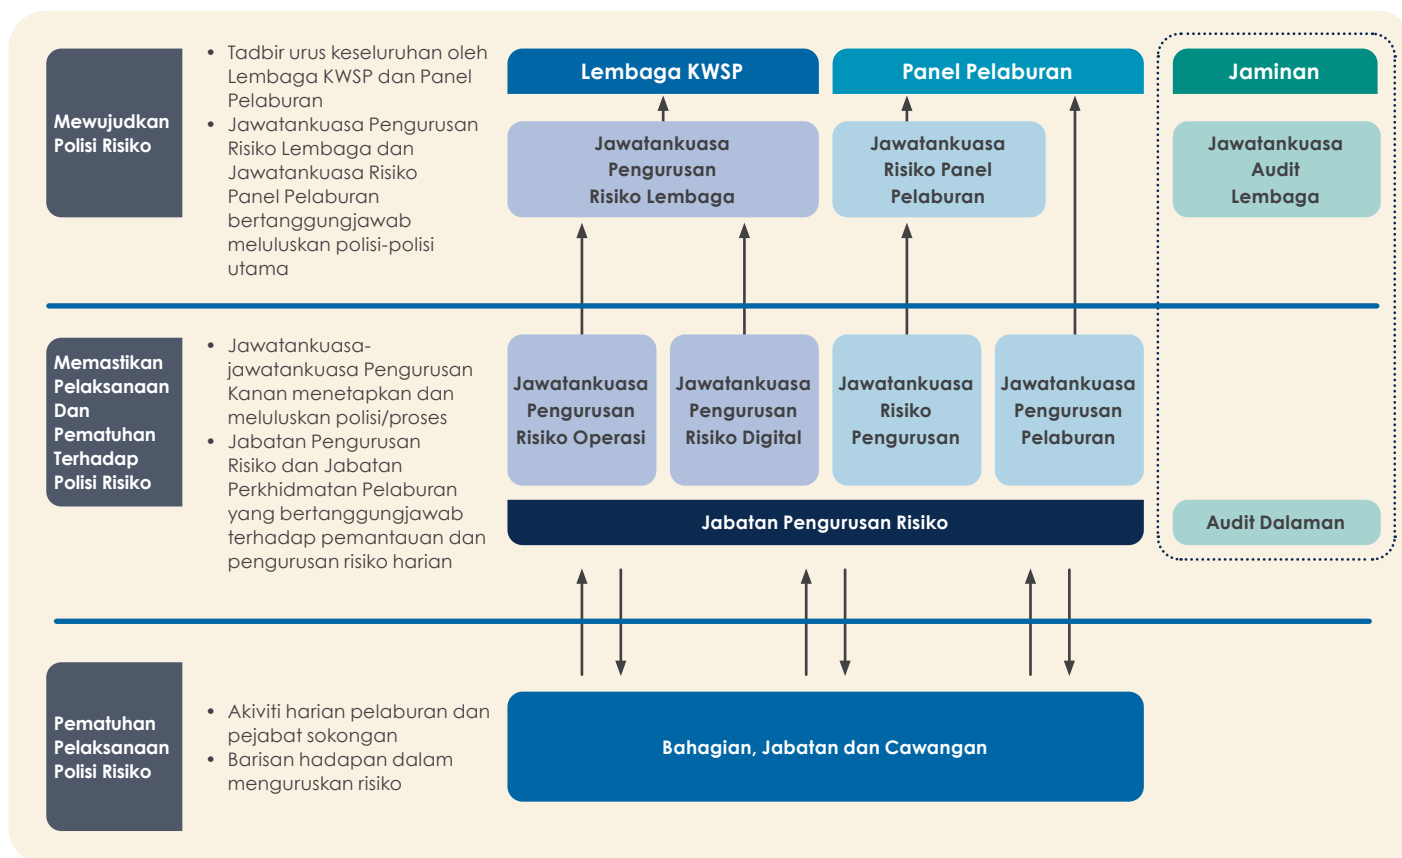 Mewujudkan
Polisi Risiko
• Tadbir urus keseluruhan oleh
Lembaga KWSP dan Panel
Pelaburan
• Jawatankuasa Pengurusan
Risiko Lembaga dan
Jawatankuasa Risiko
Panel Pelaburan
bertanggungjawab
meluluskan polisi-polisi
utama
Lembaga KWSP
Panel Pelaburan
Jaminan
Jawatankuasa
Pengurusan
Risiko Lembaga
Jawatankuasa
Risiko Panel
Pelaburan
Jawatankuasa
Audit
Lembaga
Memastikan
Pelaksanaan
Dan
Pematuhan
Terhadap
Polisi Risiko
• Jawatankuasa-
jawatankuasa Pengurusan
Kanan menetapkan dan
meluluskan polisi/proses
• Jabatan Pengurusan
Risiko dan Jabatan
Perkhidmatan Pelaburan
yang bertanggungjawab
terhadap pemantauan dan
pengurusan risiko harian
Jawatankuasa
Pengurusan
Risiko Operasi
Jawatankuasa
Pengurusan
Risiko Digital
Jawatankuasa
Risiko
Pengurusan
Jawatankuasa
Pengurusan
Pelaburan
Jabatan Pengurusan Risiko
Audit Dalaman
Pematuhan
Pelaksanaan
Polisi Risiko
• Akiviti harian pelaburan dan
pejabat sokongan
• Barisan hadapan dalam
menguruskan risiko
Bahagian, Jabatan dan Cawangan